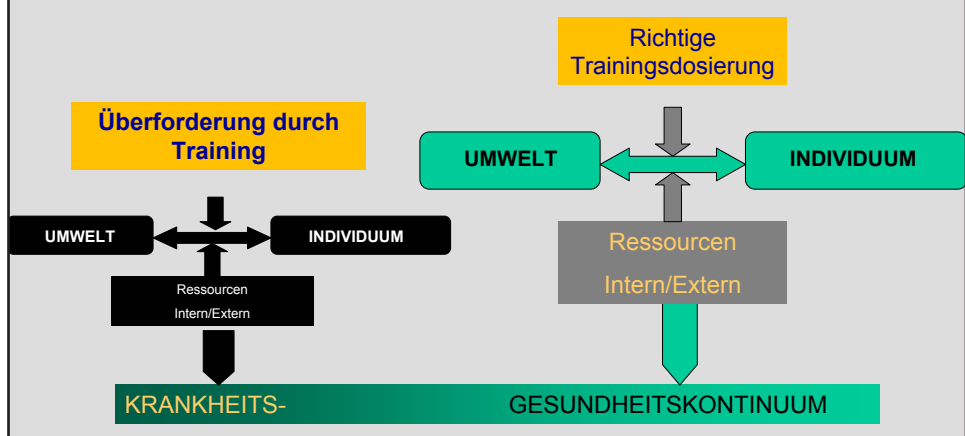 Überforderung durch
Training
UMWELT
INDIVIDUUM
Ressourcen
Intern/Extern
Richtige
Trainingsdosierung
UMWELT
INDIVIDUUM
Ressourcen
Intern/Extern
KRANKHEITS-
GESUNDHEITSKONTINUUM